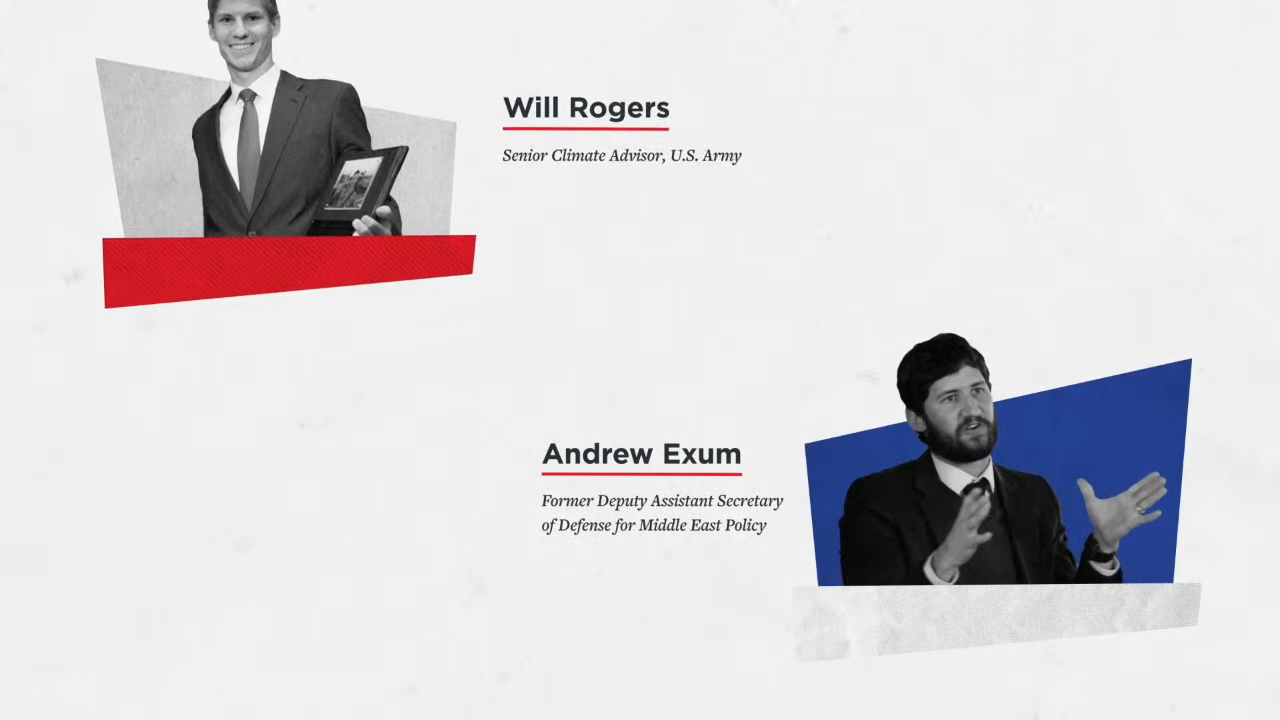 Will Rogers
Senior Climate Advisor, U.S. Army
Andrew Exum
Former Deputy Assistant Secretary
of Defense for Middle East Policy